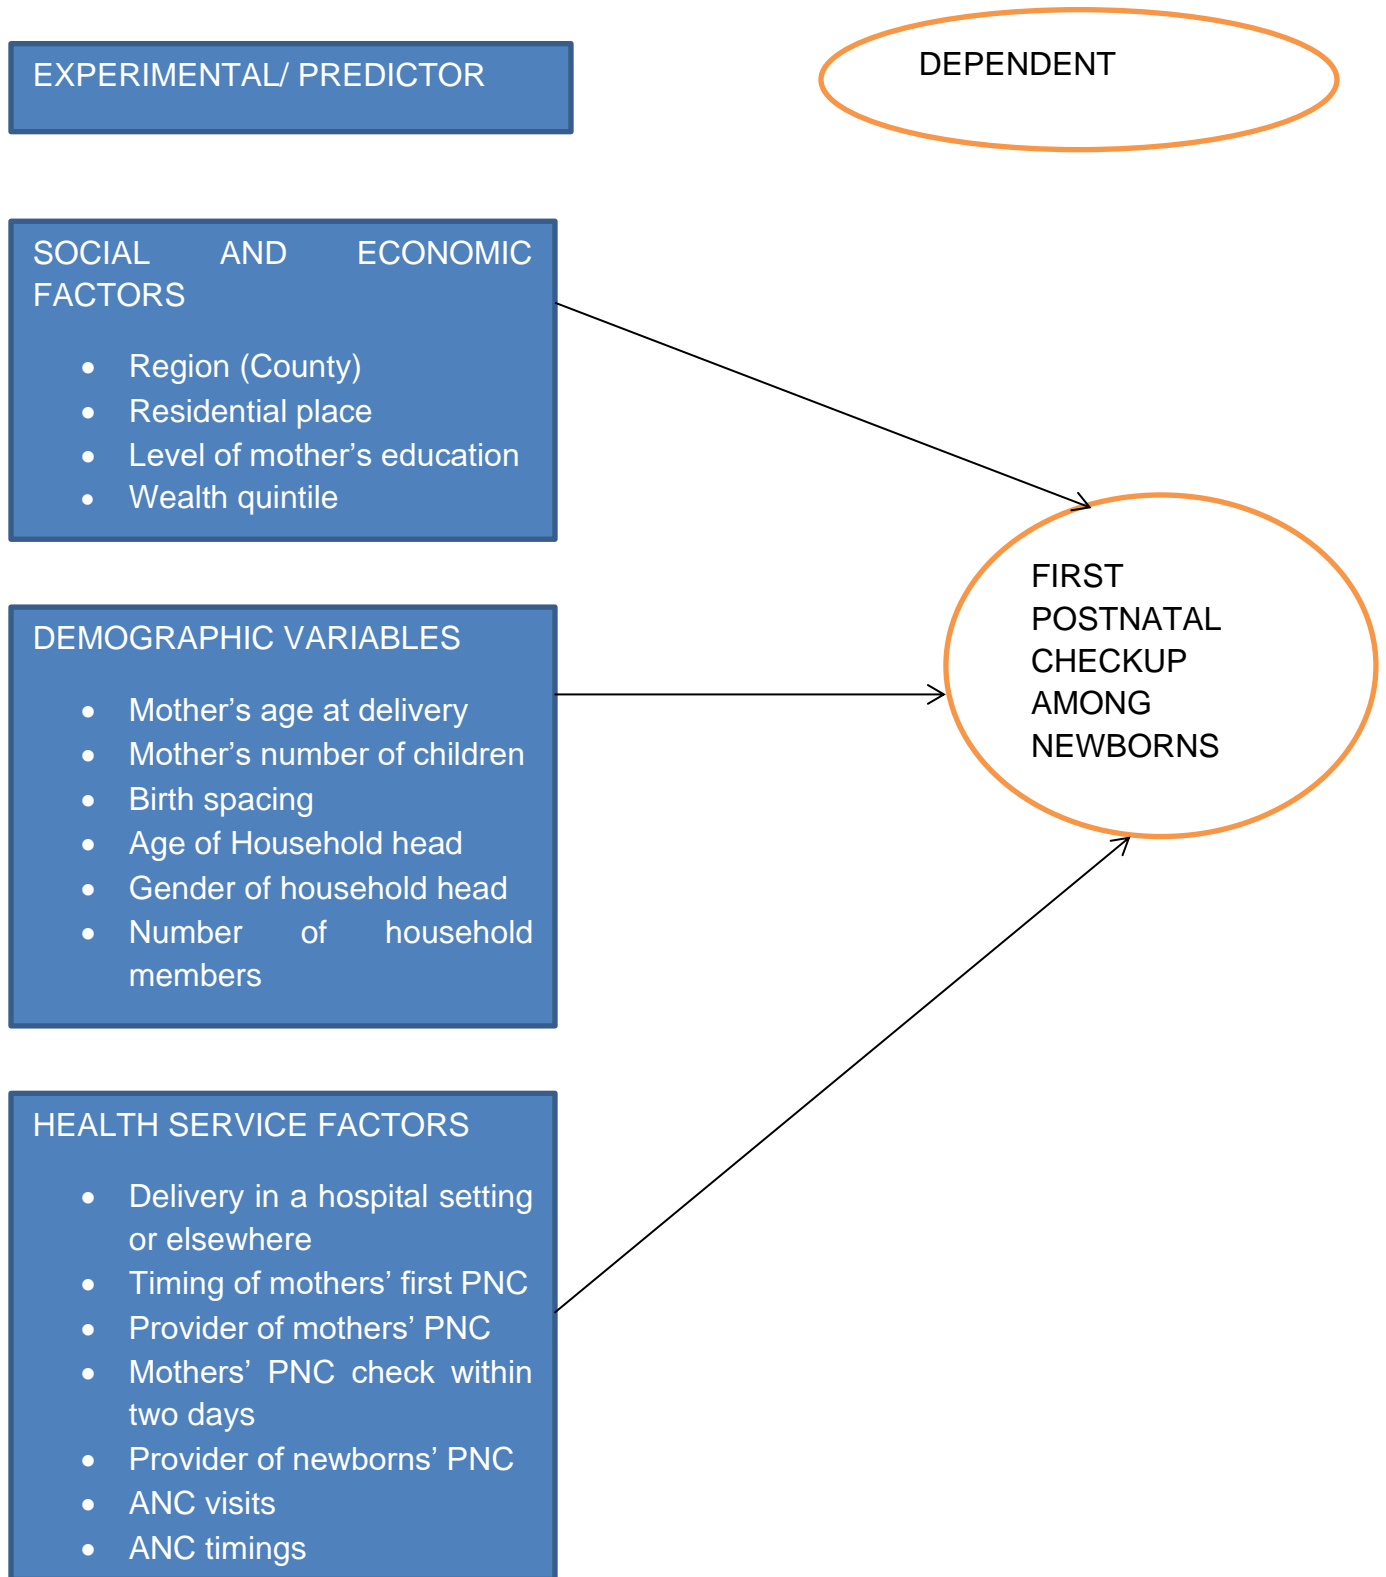 EXPERIMENTAL/ PREDICTOR
DEPENDENT
SOCIAL AND ECONOMIC
FACTORS
• Region (County)
• Residential place
• Level of mother’s education
• Wealth quintile
DEMOGRAPHIC VARIABLES
• Mother’s age at delivery
• Mother’s number of children
• Birth spacing
• Age of Household head
• Gender of household head
• Number of household
members
HEALTH SERVICE FACTORS
• Delivery in a hospital setting
or elsewhere
• Timing of mothers’ first PNC
• Provider of mothers’ PNC
• Mothers’ PNC check within
two days
• Provider of newborns’ PNC
• ANC visits
• ANC timings
FIRST
POSTNATAL
CHECKUP
AMONG
NEWBORNS